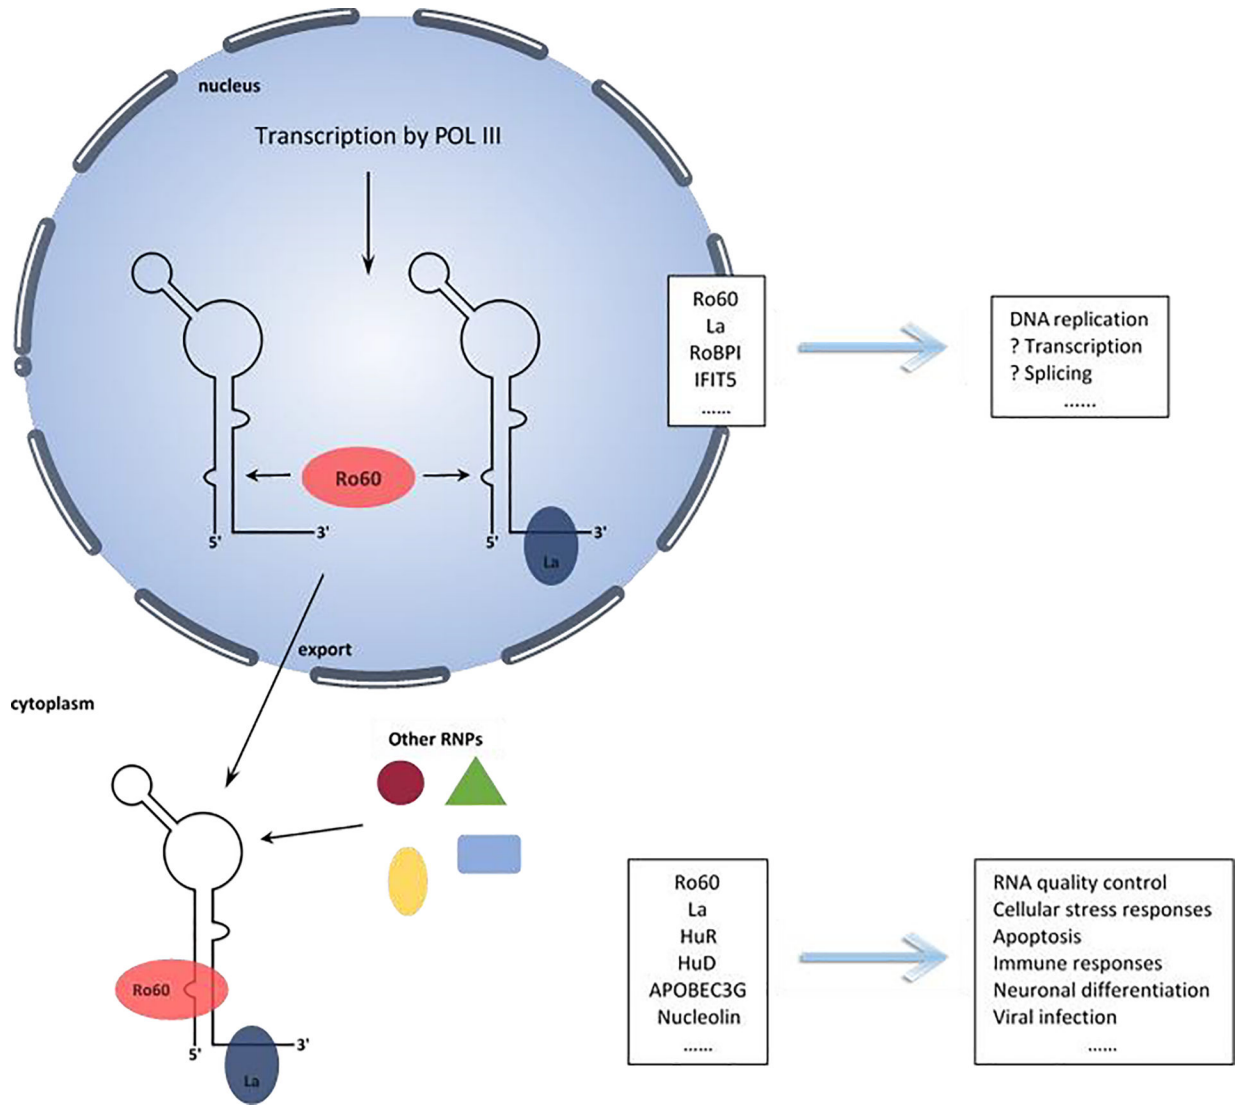 nucleus
Transcription by POL III
Ro60
La
RoBPI
IFIT5
......
DNA replication
? Transcription
? Splicing
......
Ro60
5'
3'
5'
3'
La
export
cytoplasm
Other RNPs
Ro60
5'
3'
La
Ro60
La
HuR
HuD
APOBEC3G
Nucleolin
......
RNA quality control
Cellular stress responses
Apoptosis
Immune responses
Neuronal differentiation
Viral infection
......